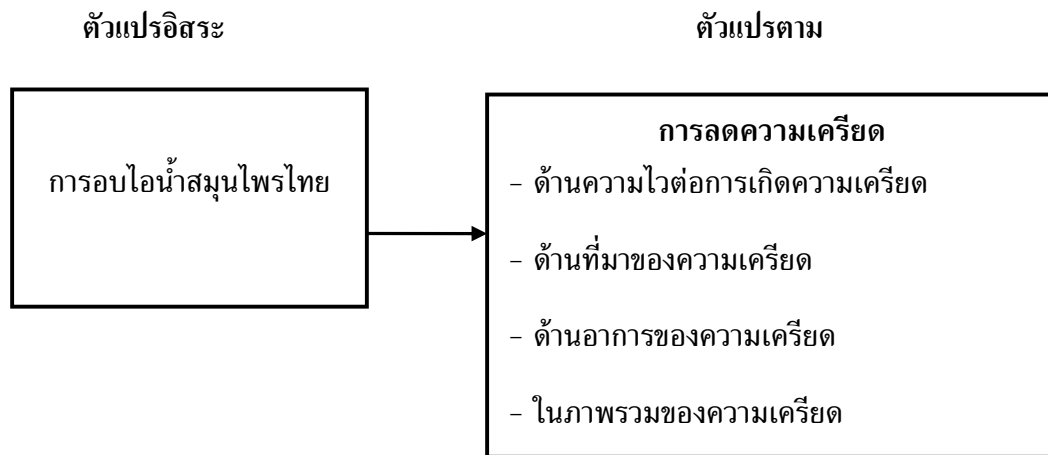 ตัวแปรอิสระ
ตัวแปรตาม
การอบไอน้ำสมุนไพรไทย
การลดความเครียด
- ด้านความไวต่อการเกิดความเครียด
- ด้านที่มาของความเครียด
- ด้านอาการของความเครียด
- ในภาพรวมของความเครียด